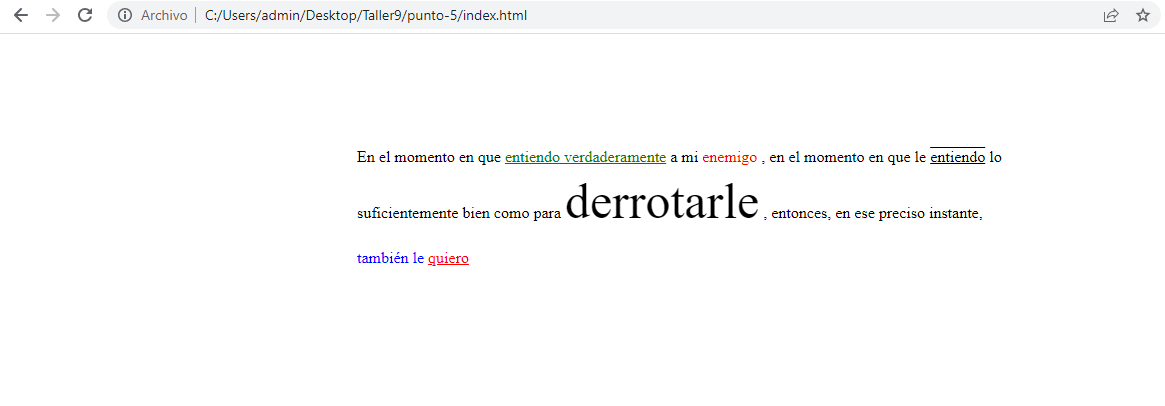 Archivo C:/Users/admin/Desktop/Taller9/punto-5/index.html
En el momento en que entiendo verdaderamente a mi enemigo , en el momento en que le entiendo lo
suficientemente bien como para derrotarle , entonces, en ese preciso instante,
también le quiero